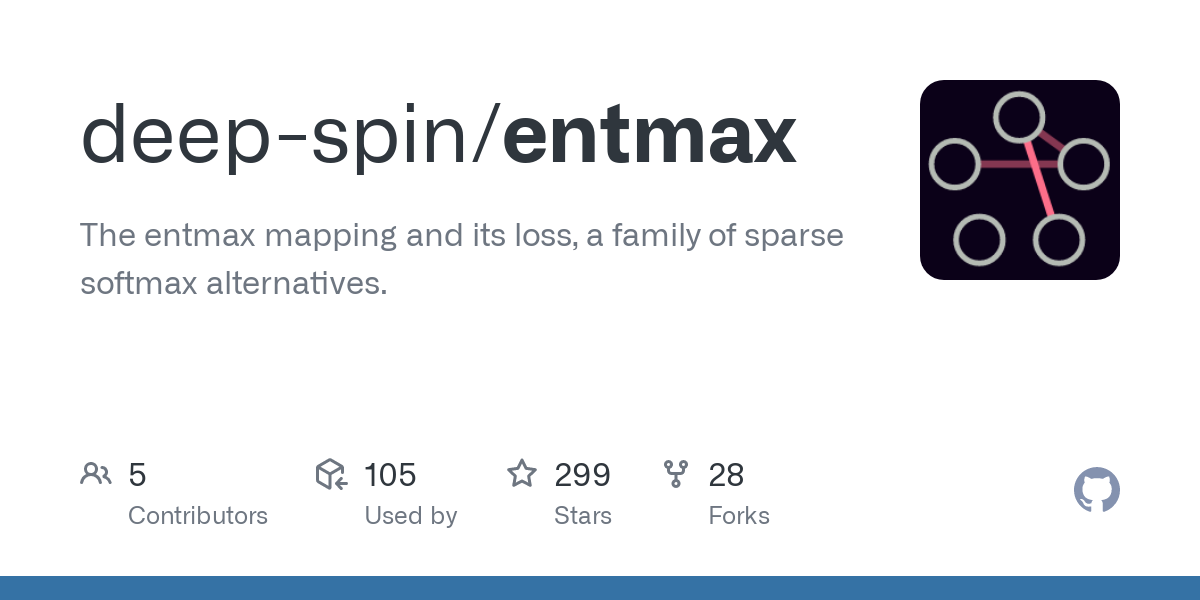 deep-spin/entmax
The entmax mapping and its loss, a family of sparse
softmax alternatives.
5
Contributors
105
Used by
299
Stars
28
Forks